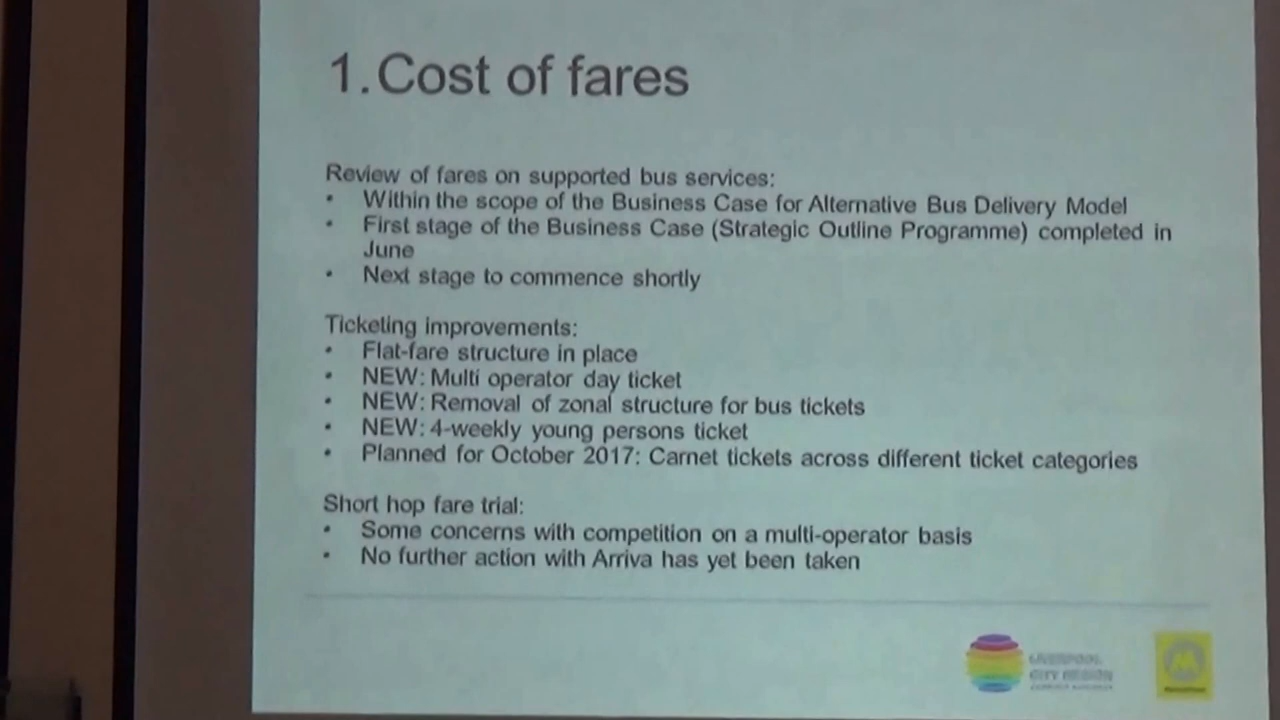 1. Cost of fares
Review of fares on supported bus services:
• Within the scope of the Business Case for Alternative Bus Delivery Model
• First stage of the Business Case (Strategic Outline Programme) completed in
June
• Next stage to commence shortly
Ticketing improvements:
• Flat-fare structure in place
• NEW: Multi operator day ticket
• NEW: Removal of zonal structure for bus tickets
• NEW: 4-weekly young persons ticket
• Planned for October 2017: Carnet tickets across different ticket categories
Short hop fare trial:
• Some concerns with competition on a multi-operator basis
• No further action with Arriva has yet been taken
LIVERPOOL
CITY REGION
M